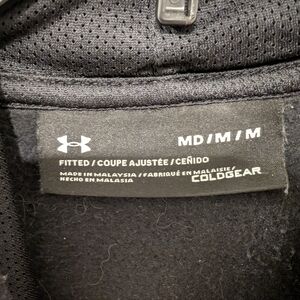 MD/M/M
FITTED/COUPE AJUSTÉE/CEÑIDO
MADE IN MALAYSIA/FABRIQUÉ EN MALAISIE/
HECHO EN MALASIA
COLDGEAR